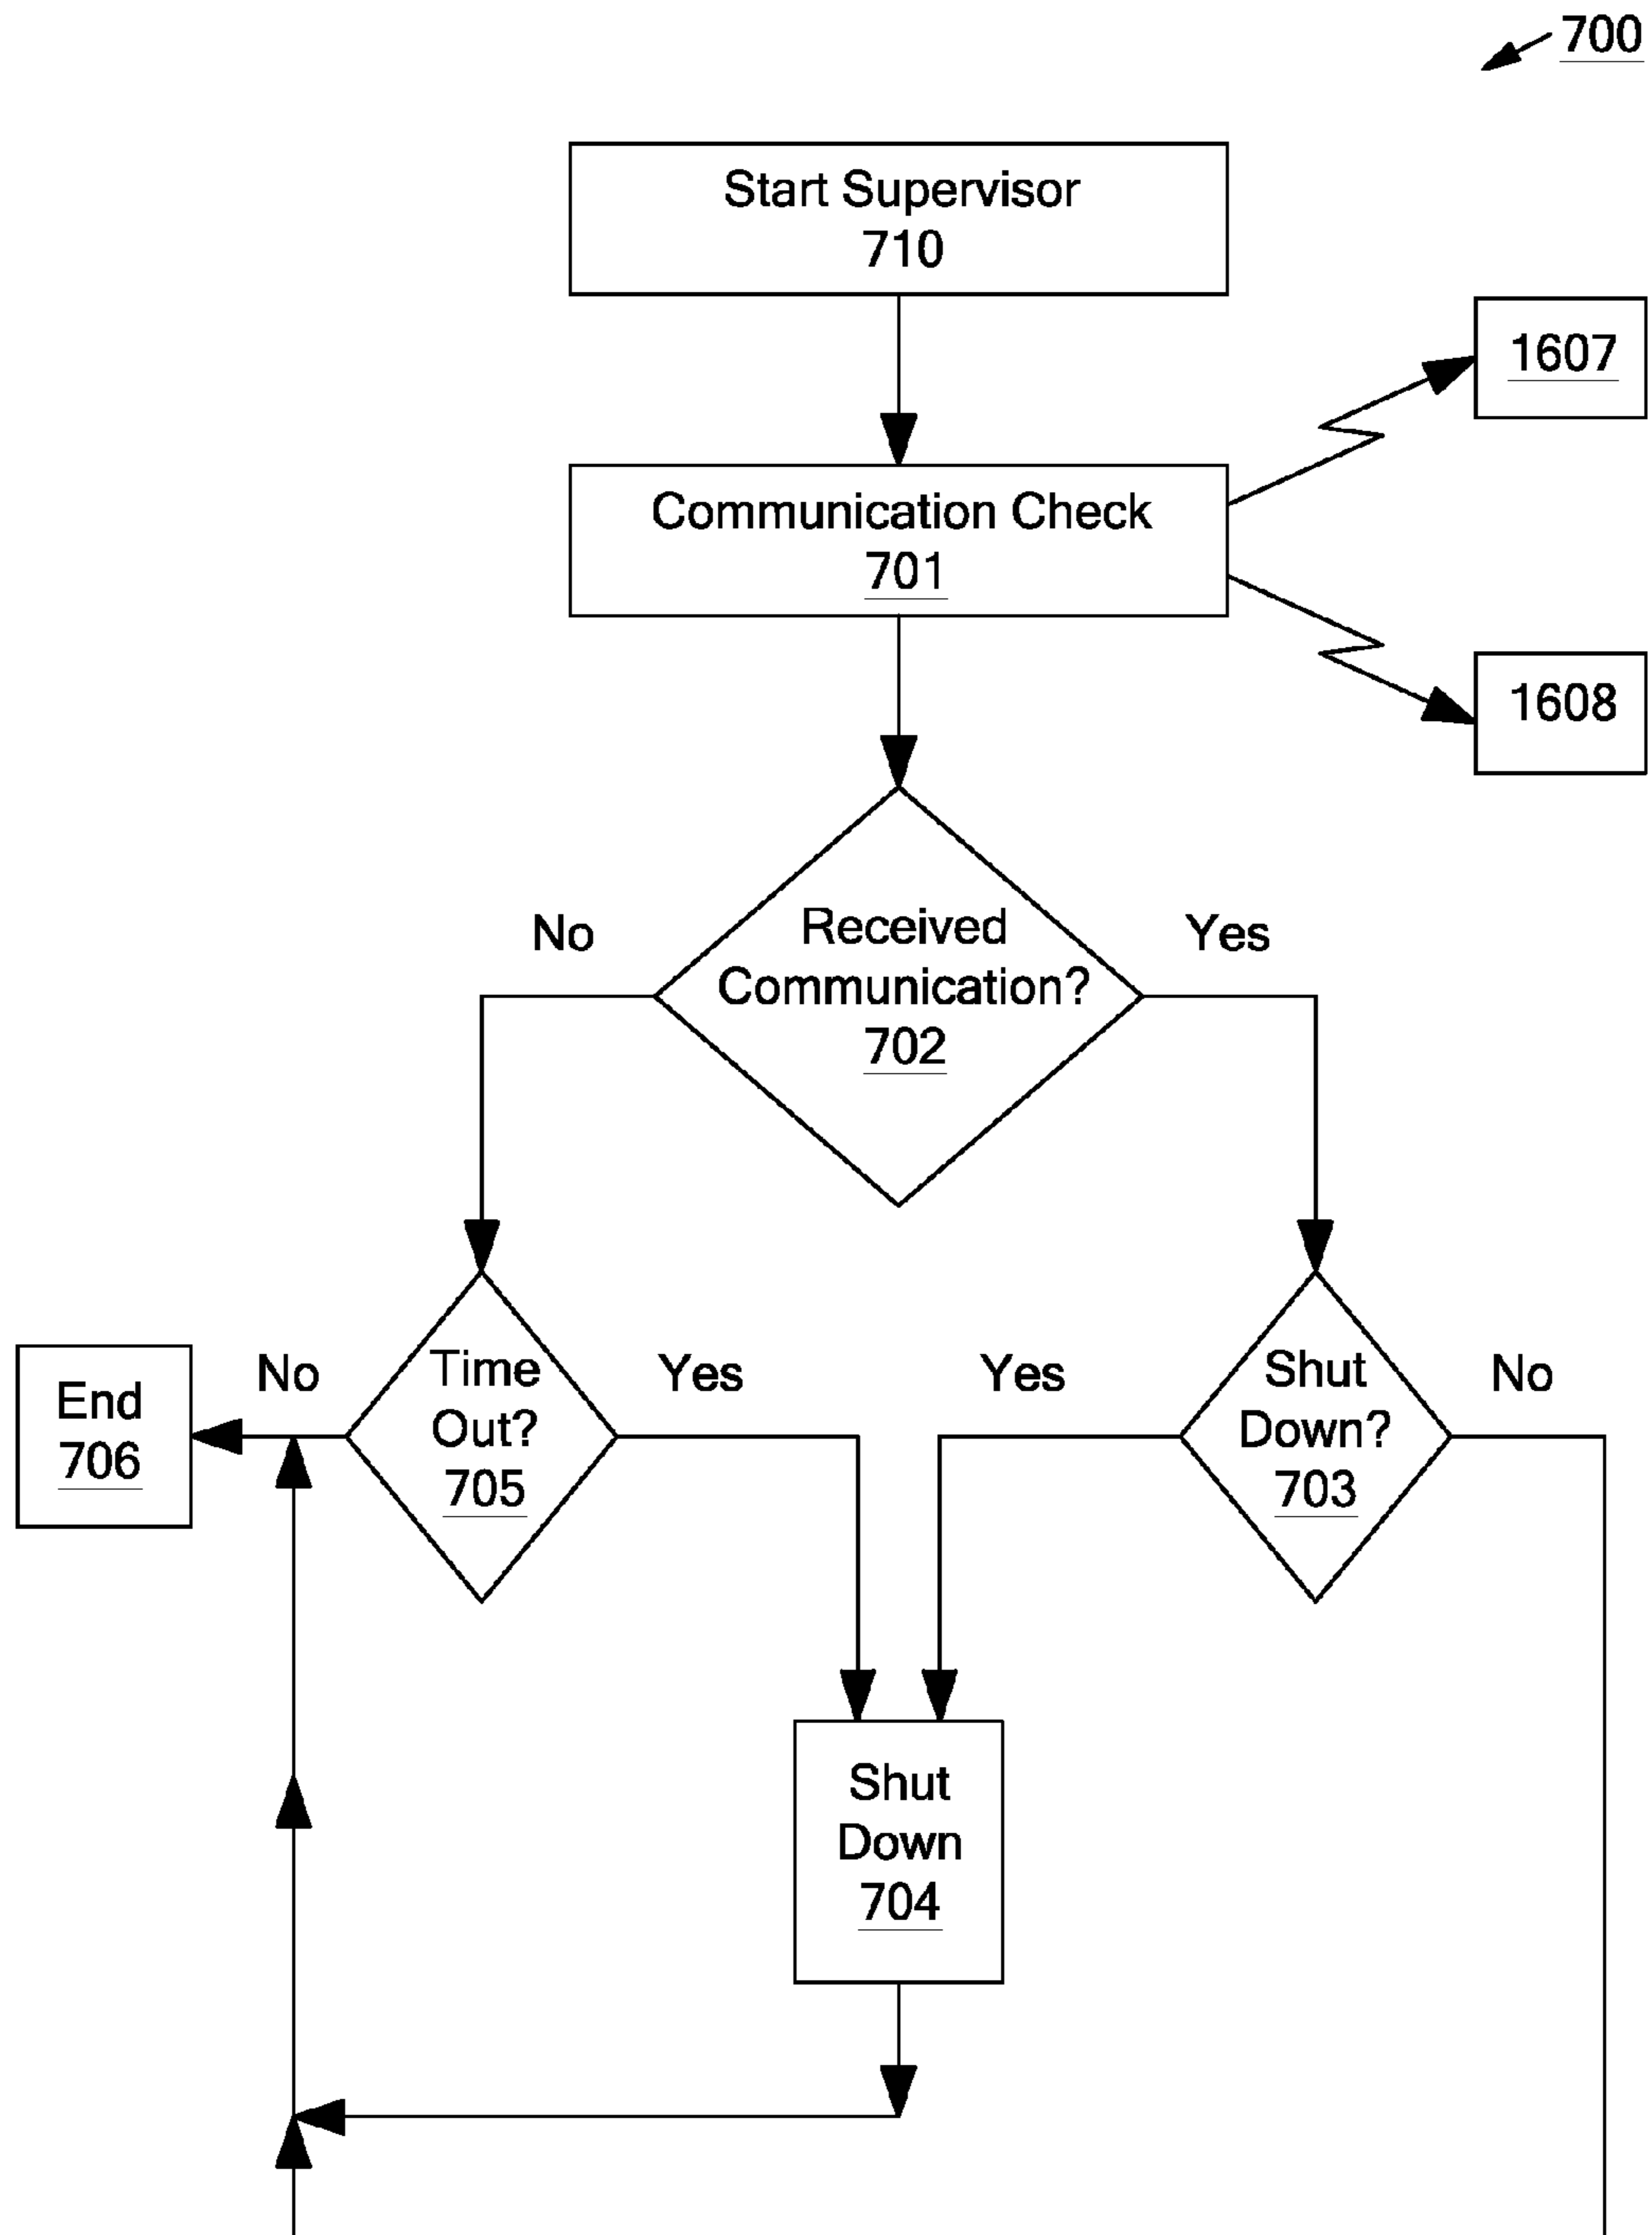 700
Start Supervisor
710
1607
Communication Check
701
1608
No
Received
Communication?
702
Yes
End
706
No
Time
Out?
705
Yes
Yes
Shut
Down?
703
No
Shut
Down
704